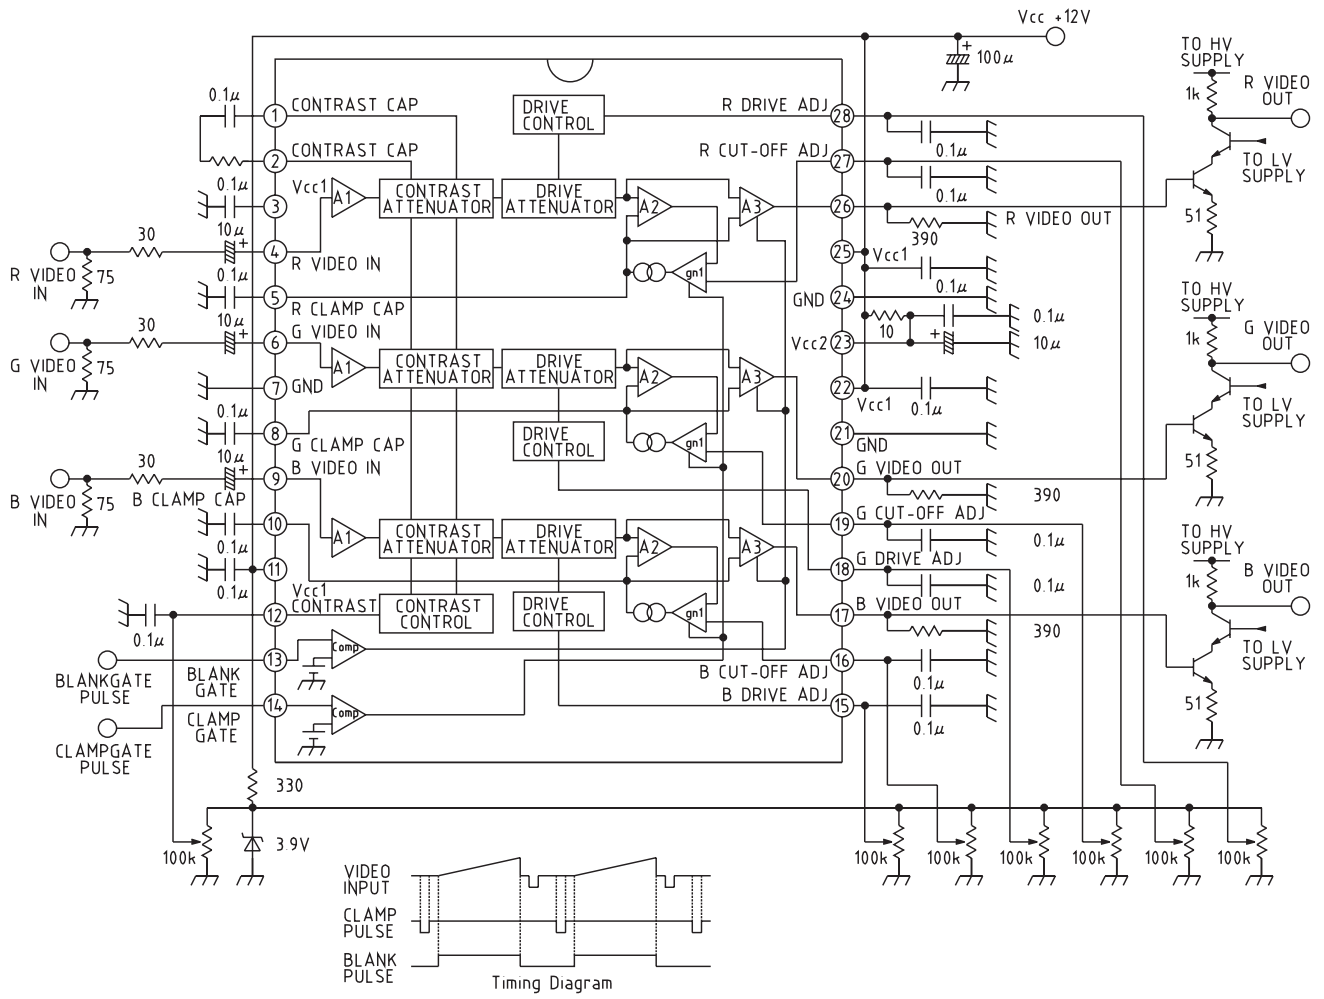 Vcc +12V
+
100μ
TO HV
SUPPLY
1k
R VIDEO
OUT
TO LV
SUPPLY
51
0.1μ
1
CONTRAST CAP
DRIVE
CONTROL
R DRIVE ADJ
28
0.1μ
2
CONTRAST CAP
R CUT-OFF ADJ
27
0.1μ
0.1μ
3
Vcc1
A1
CONTRAST
ATTENUATOR
DRIVE
ATTENUATOR
A2
A3
26
390
R VIDEO OUT
R VIDEO
IN
75
30
10μ
+
4
R VIDEO IN
gn1
25
Vcc1
0.1μ
0.1μ
5
R CLAMP CAP
GND
24
10
0.1μ
G VIDEO
IN
75
30
10μ
+
6
G VIDEO IN
Vcc2
23
+
10μ
TO HV
SUPPLY
1k
G VIDEO
OUT
TO LV
SUPPLY
51
7
GND
A1
CONTRAST
ATTENUATOR
DRIVE
ATTENUATOR
A2
A3
22
Vcc1
0.1μ
0.1μ
8
G CLAMP CAP
DRIVE
CONTROL
gn1
21
GND
B VIDEO
IN
75
30
10μ
+
9
B VIDEO IN
20
G VIDEO OUT
390
B CLAMP CAP
10
0.1μ
19
G CUT-OFF ADJ
0.1μ
A1
CONTRAST
ATTENUATOR
DRIVE
ATTENUATOR
A2
A3
11
0.1μ
Vcc1
18
G DRIVE ADJ
0.1μ
TO HV
SUPPLY
1k
B VIDEO
OUT
TO LV
SUPPLY
51
0.1μ
12
CONTRAST
CONTRAST
CONTROL
DRIVE
CONTROL
gn1
17
B VIDEO OUT
390
BLANKGATE
PULSE
13
BLANK
GATE
Comp
16
B CUT-OFF ADJ
0.1μ
CLAMPGATE
PULSE
14
CLAMP
GATE
Comp
B DRIVE ADJ
15
0.1μ
330
100k
3.9V
100k
100k
100k
100k
100k
100k
VIDEO
INPUT
CLAMP
PULSE
BLANK
PULSE
Timing Diagram